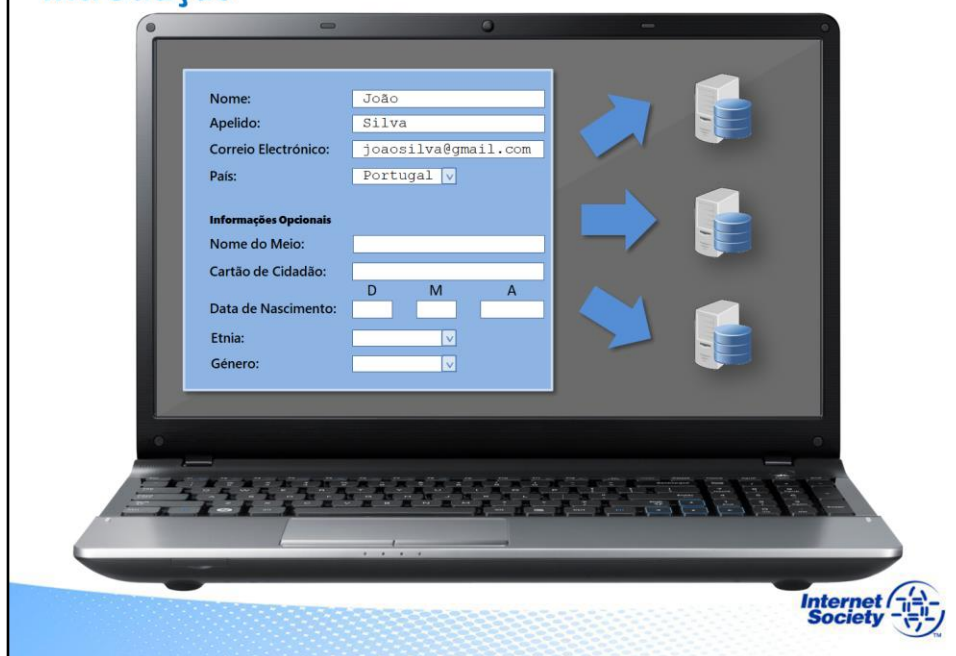 Nome: João
Apelido: Silva
Correio Electrónico: joaosilva@gmail.com
País: Portugal
Informações Opcionais
Nome do Meio:
Cartão de Cidadão:
D M A
Data de Nascimento:
Etnia:
Género:
Internet
Society
TM